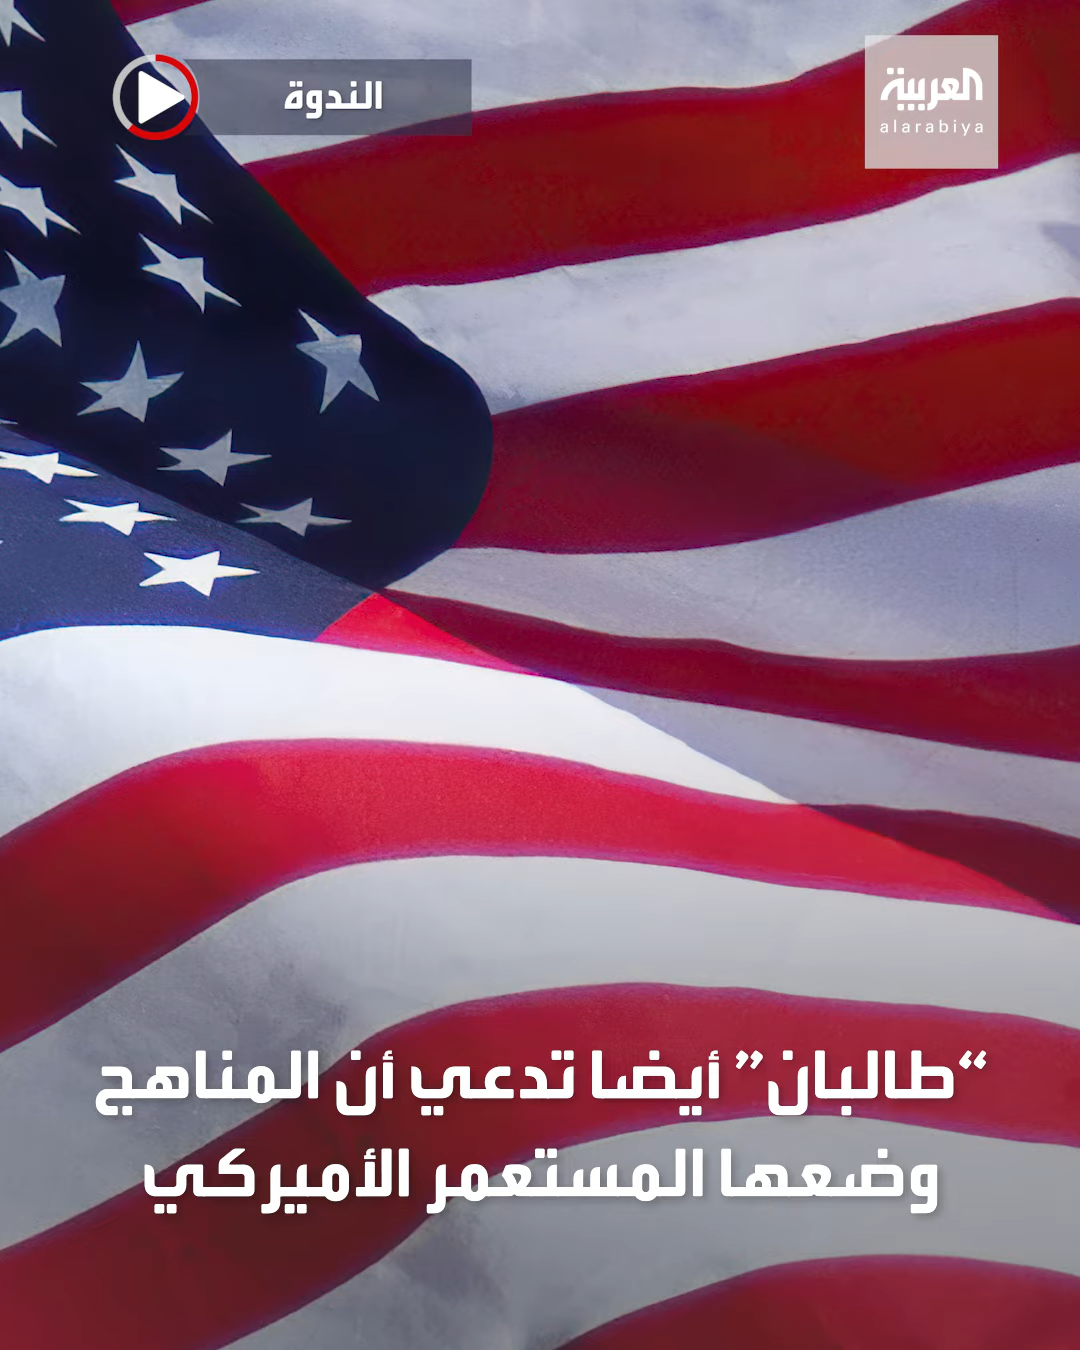 الندوة
العربية
alarabiya
“طالبان” أيضا تدعي أن المناهج
وضعها المستعمر الأميركي